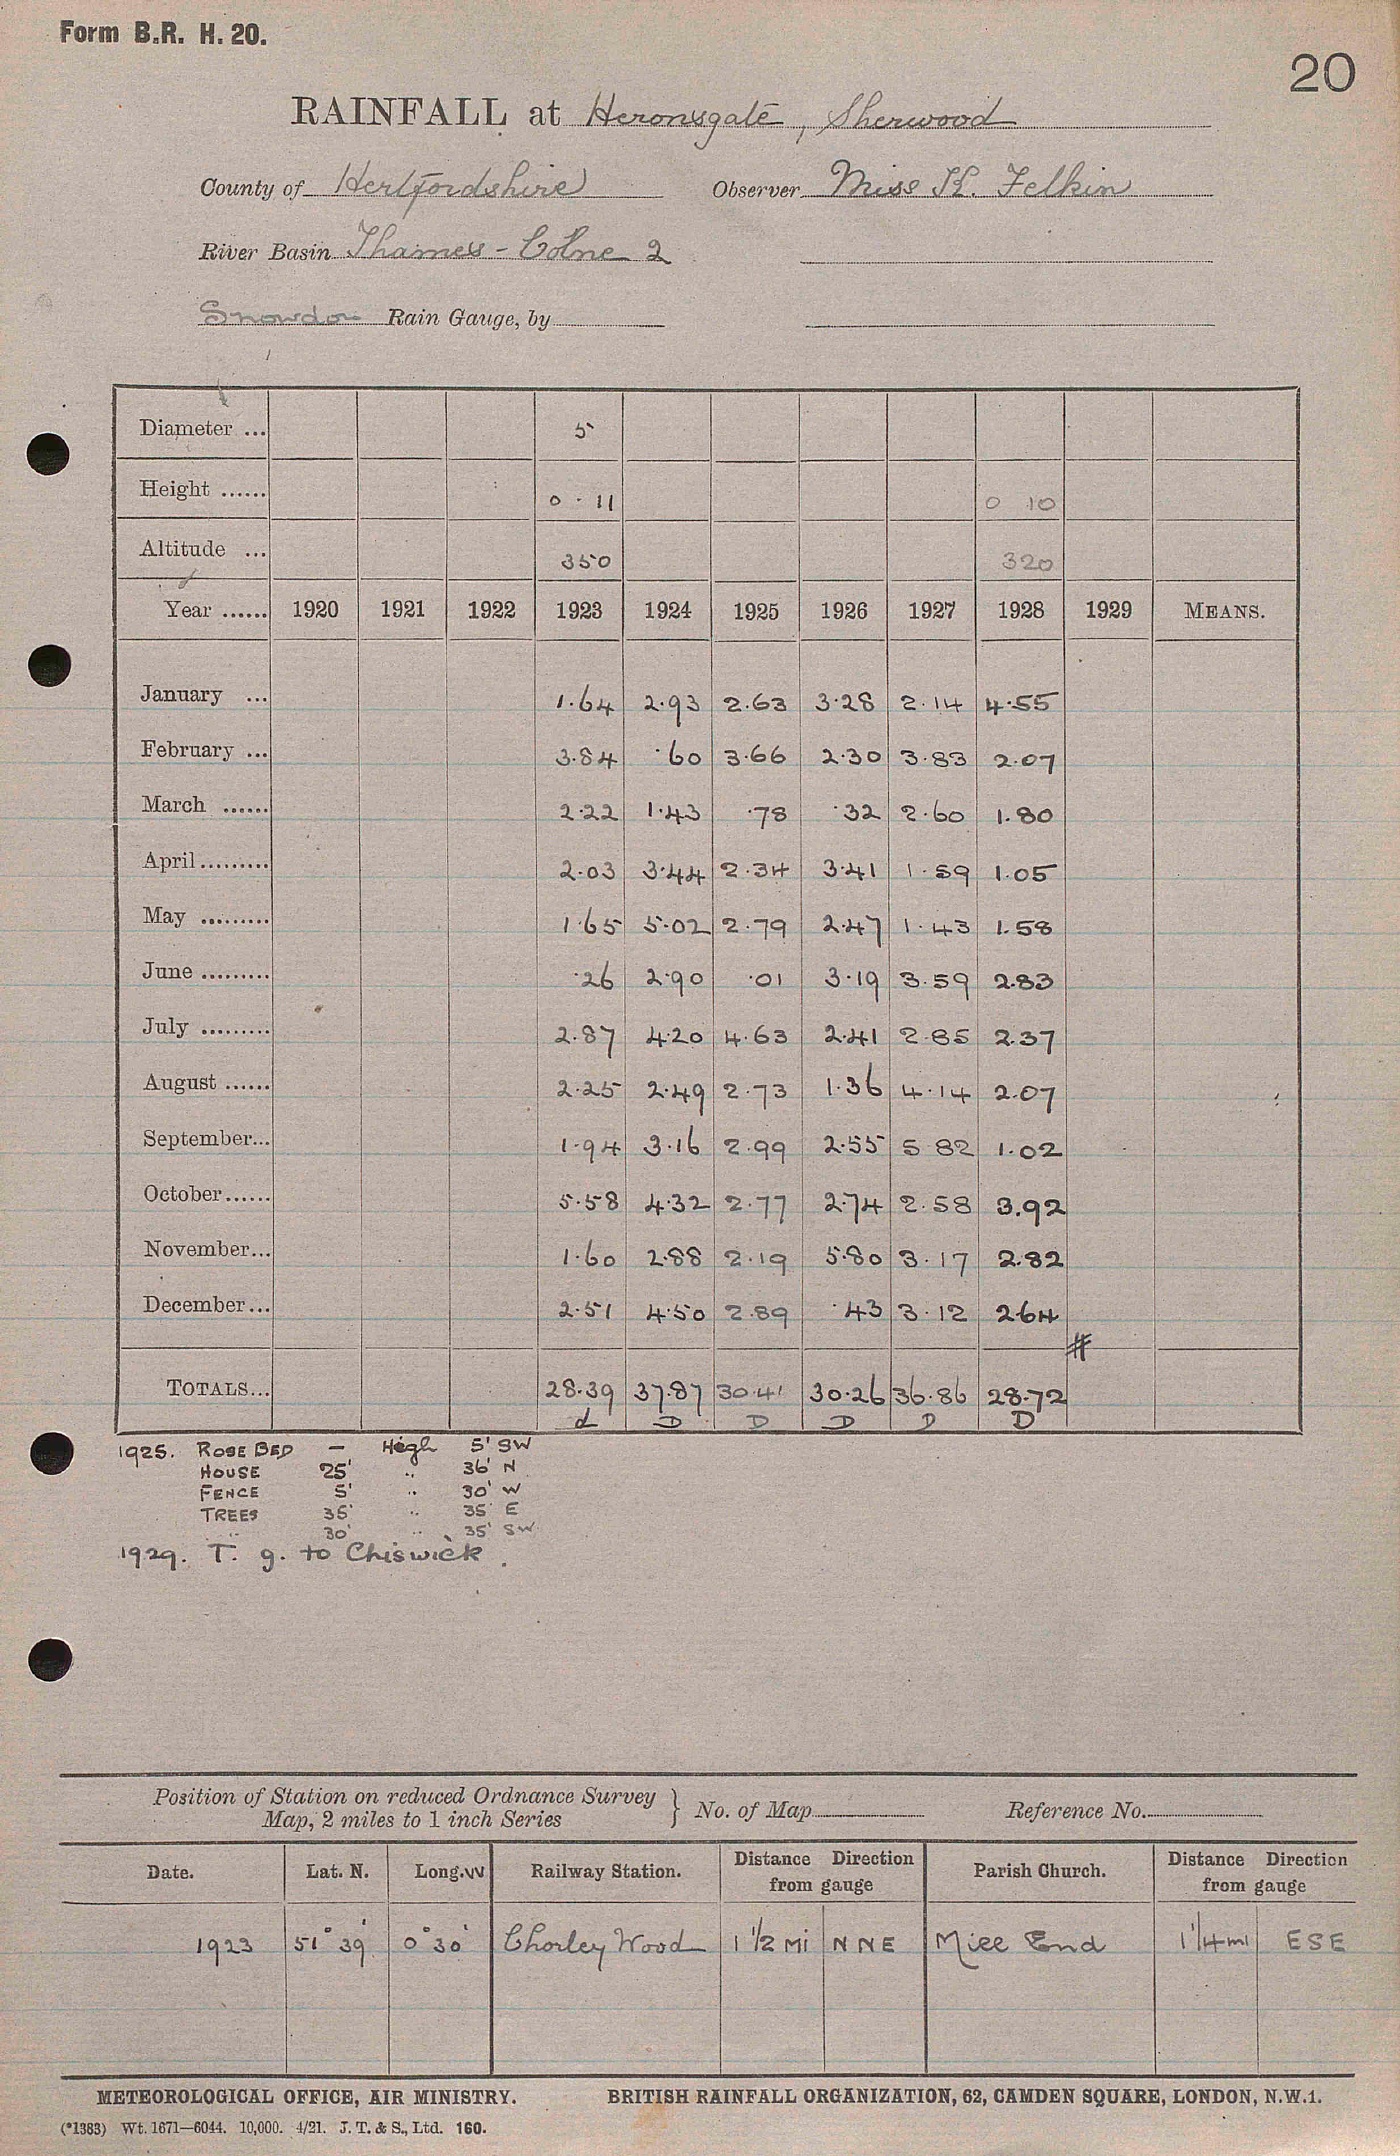 Form B.R. H. 20.
20
RAINFALL at Heronsgate, Sherwood
County of Hertfordshire Observer Miss K. Felkin
River Basin Thames - Colne 2
Snowdon Rain Gauge, by
Diameter ... 5
Height ...... 0 - 11 0 10
Altitude ... 350 320
Year ...... 1920 1921 1922 1923 1924 1925 1926 1927 1928 1929 MEANS.
January ... 1.64 2.93 2.63 3.28 2.14 4.55
February ... 3.84 .60 3.66 2.30 3.83 2.07
March ...... 2.22 1.43 .78 .32 2.60 1.80
April ......... 2.03 3.44 2.34 3.41 1.59 1.05
May ......... 1.65 5.02 2.79 2.47 1.43 1.58
June ......... .26 2.90 .01 3.19 3.59 2.83
July ......... 2.87 4.20 4.63 2.41 2.85 2.37
August ...... 2.25 2.49 2.73 1.36 4.14 2.07
September... 1.94 3.16 2.99 2.55 5.82 1.02
October...... 5.58 4.32 2.77 2.74 2.58 3.92
November... 1.60 2.88 2.19 5.80 3.17 2.82
December... 2.51 4.50 2.89 .43 3.12 2.64
#
TOTALS... 28.39 37.87 30.41 30.26 36.86 28.72
d D D D D D
1925. ROSE BED - High 5' SW
HOUSE 25' " 36' N
FENCE 5' " 30' W
TREES 35' " 35' E
" 30' " 35' SW
1929. T. g. to Chiswick.
Position of Station on reduced Ordnance Survey Map, 2 miles to 1 inch Series } No. of Map Reference No.
Date. Lat. N. Long. W Railway Station. Distance Direction from gauge Parish Church. Distance Direction from gauge
1923 51° 39' 0° 30' Chorley Wood 1 1/2 Mi N N E Mill End 1 1/4 mi E S E
METEOROLOGICAL OFFICE, AIR MINISTRY. BRITISH RAINFALL ORGANIZATION, 62, CAMDEN SQUARE, LONDON, N.W.1.
(*1383) Wt. 1671—6044. 10,000. 4/21. J. T. & S., Ltd. 160.